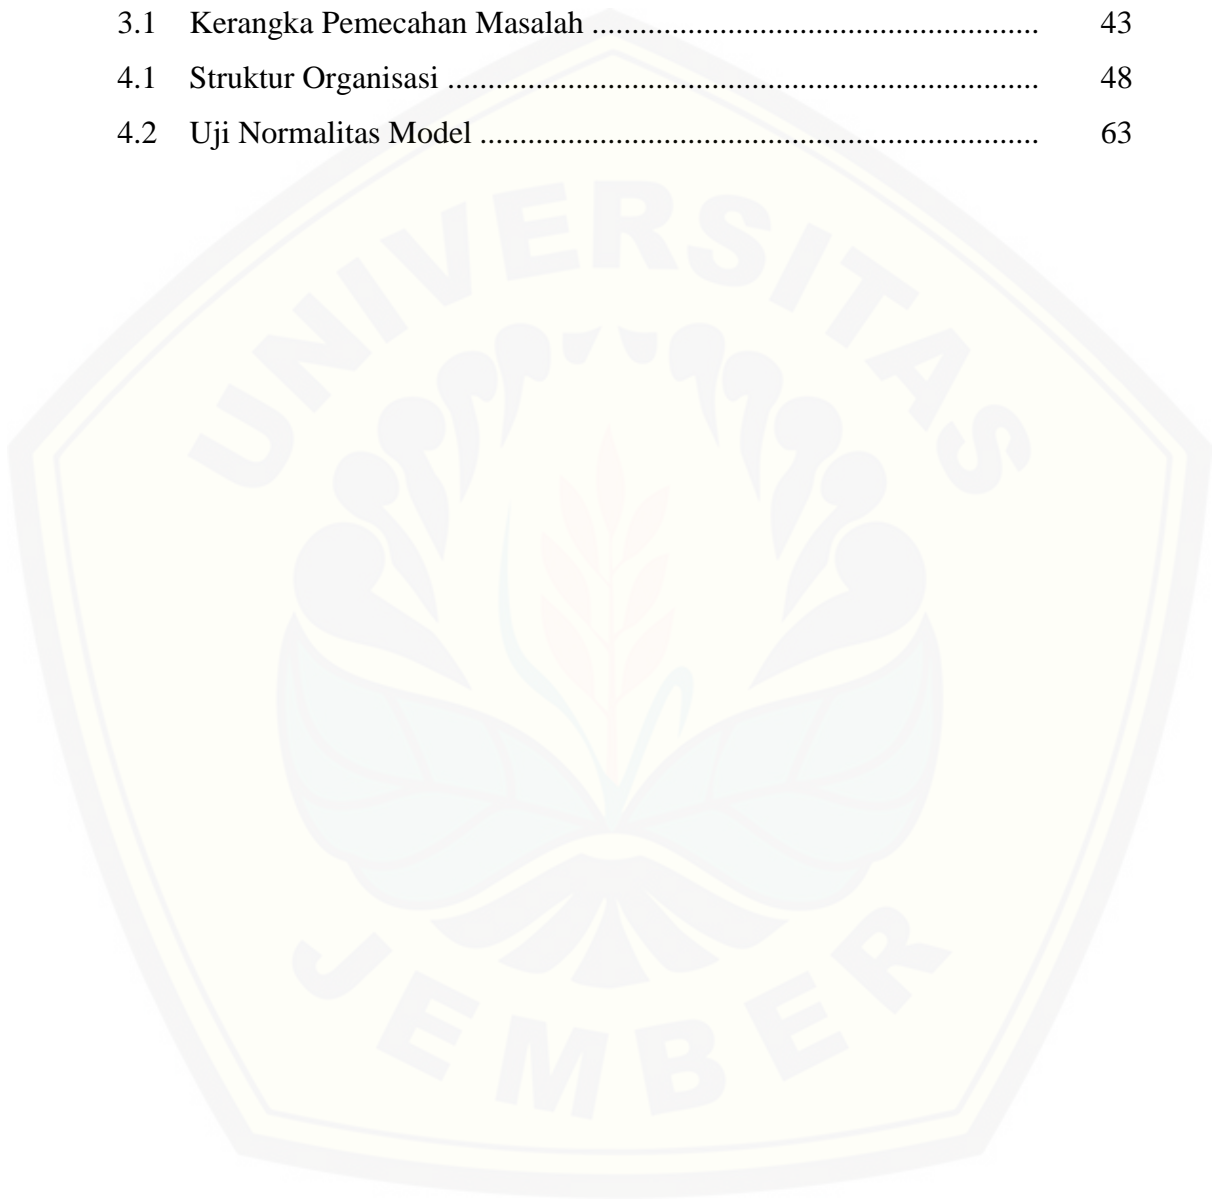 3.1 Kerangka Pemecahan Masalah ...................................................... 43
4.1 Struktur Organisasi ........................................................................ 48
4.2 Uji Normalitas Model .................................................................... 63
UNIVERSITAS
JEMBER